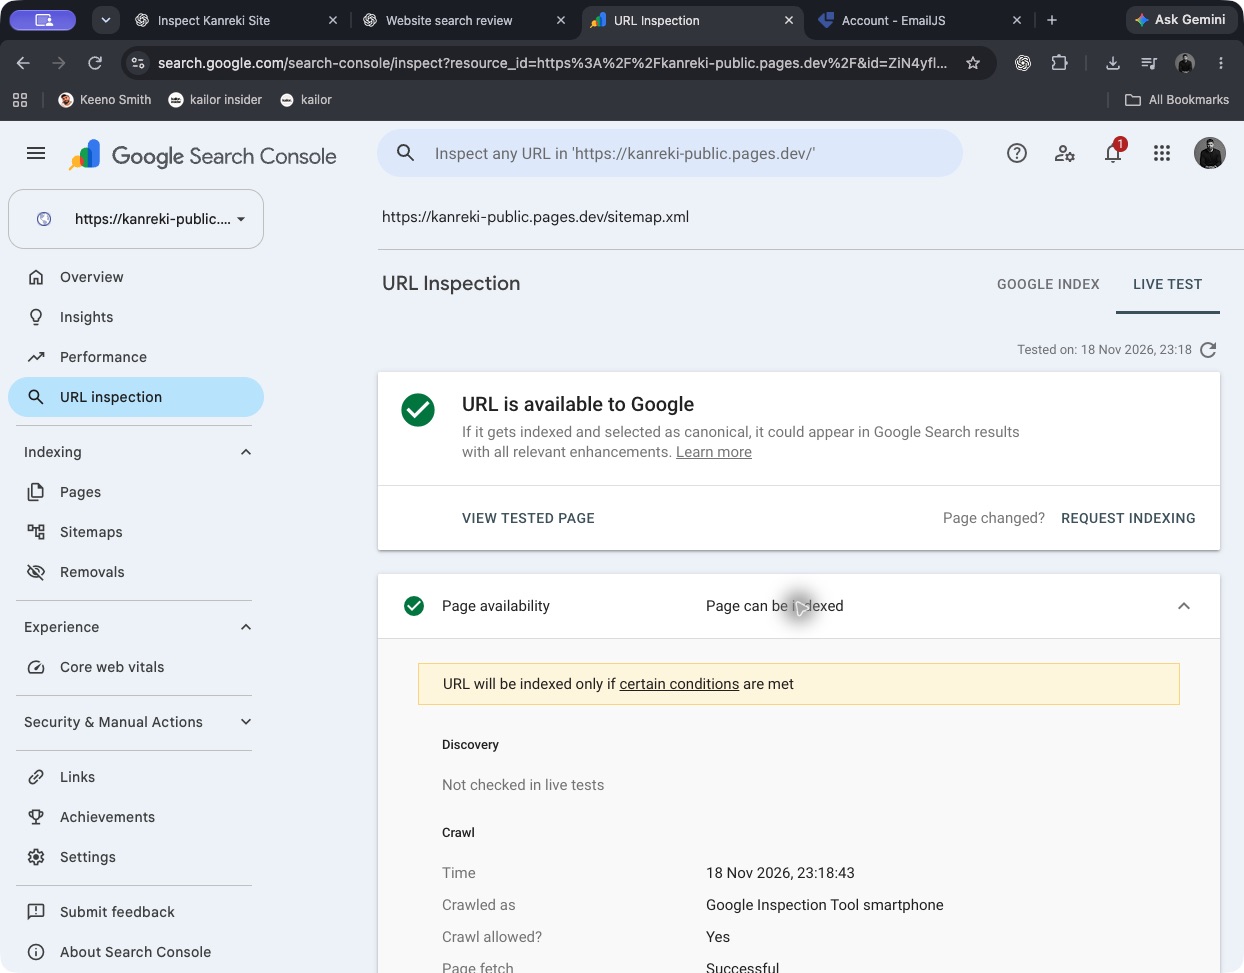 Inspect Kanreki Site
Website search review
URL Inspection
Account - EmailJS
Ask Gemini
search.google.com/search-console/inspect?resource_id=https%3A%2F%2Fkanreki-public.pages.dev%2F&id=ZiN4yfl...
Keeno Smith
kailor insider
kailor
All Bookmarks
Google Search Console
Inspect any URL in 'https://kanreki-public.pages.dev/'
1
https://kanreki-public....
https://kanreki-public.pages.dev/sitemap.xml
Overview
Insights
Performance
URL inspection
Indexing
Pages
Sitemaps
Removals
Experience
Core web vitals
Security & Manual Actions
Links
Achievements
Settings
Submit feedback
About Search Console
URL Inspection
GOOGLE INDEX
LIVE TEST
Tested on: 18 Nov 2026, 23:18
URL is available to Google
If it gets indexed and selected as canonical, it could appear in Google Search results
with all relevant enhancements. Learn more
VIEW TESTED PAGE
Page changed?
REQUEST INDEXING
Page availability
Page can be indexed
URL will be indexed only if certain conditions are met
Discovery
Not checked in live tests
Crawl
Time
18 Nov 2026, 23:18:43
Crawled as
Google Inspection Tool smartphone
Crawl allowed?
Yes
Page fetch
Successful